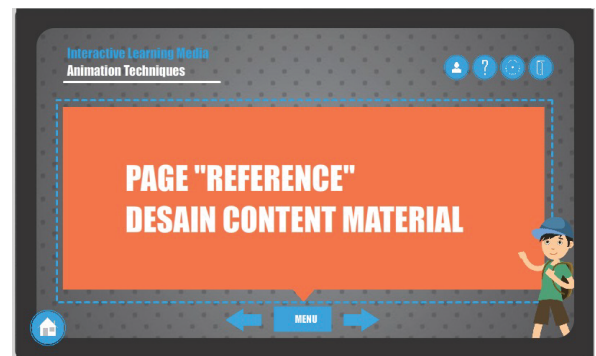 Interactive Learning Media
Animation Techniques
?
PAGE "REFERENCE"
DESAIN CONTENT MATERIAL
MENU